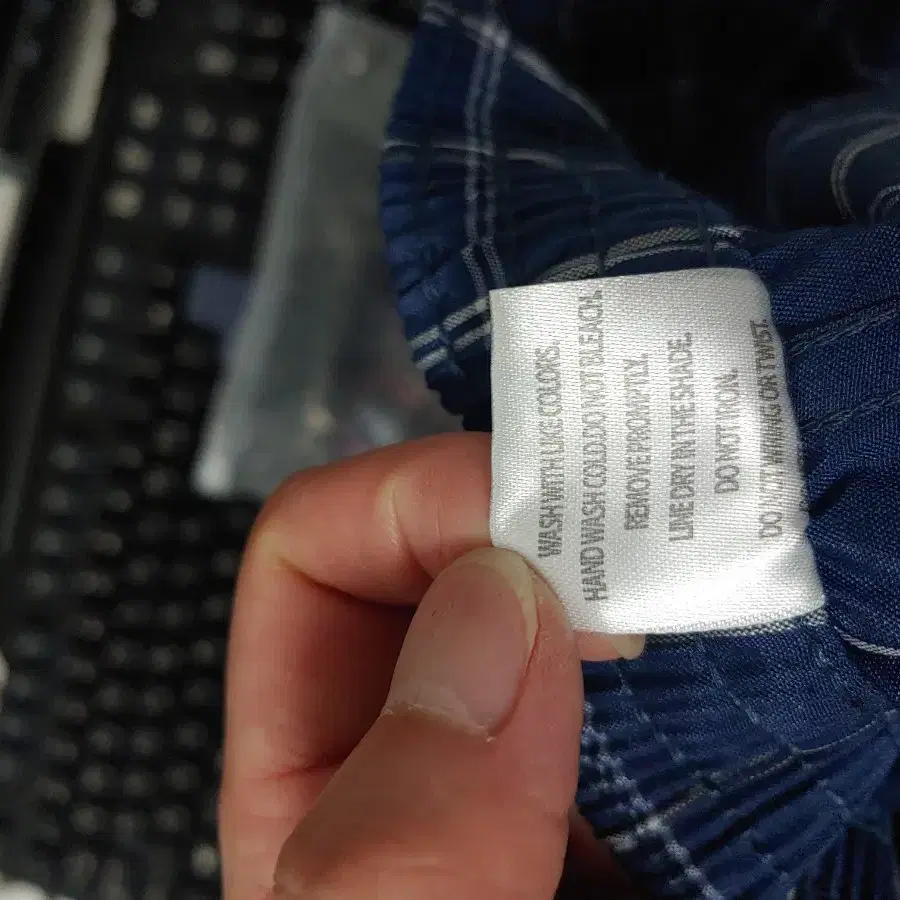 WASH WITH LIKE COLORS.
HAND WASH COLD.DO NOT BLEACH.
REMOVE PROMPTLY.
LINE DRY IN THE SHADE.
DO NOT IRON.
DO NOT WRING OR TWIST.